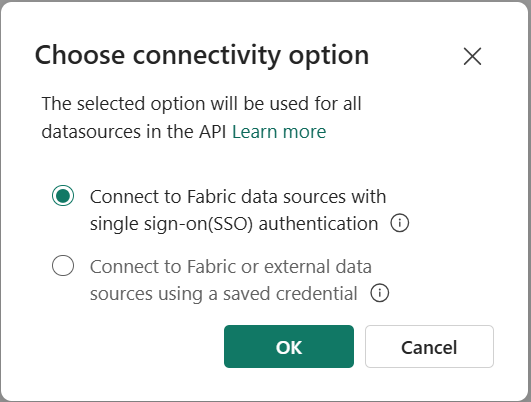 Choose connectivity option
The selected option will be used for all
datasources in the API Learn more
Connect to Fabric data sources with
single sign-on(SSO) authentication
Connect to Fabric or external data
sources using a saved credential
OK
Cancel